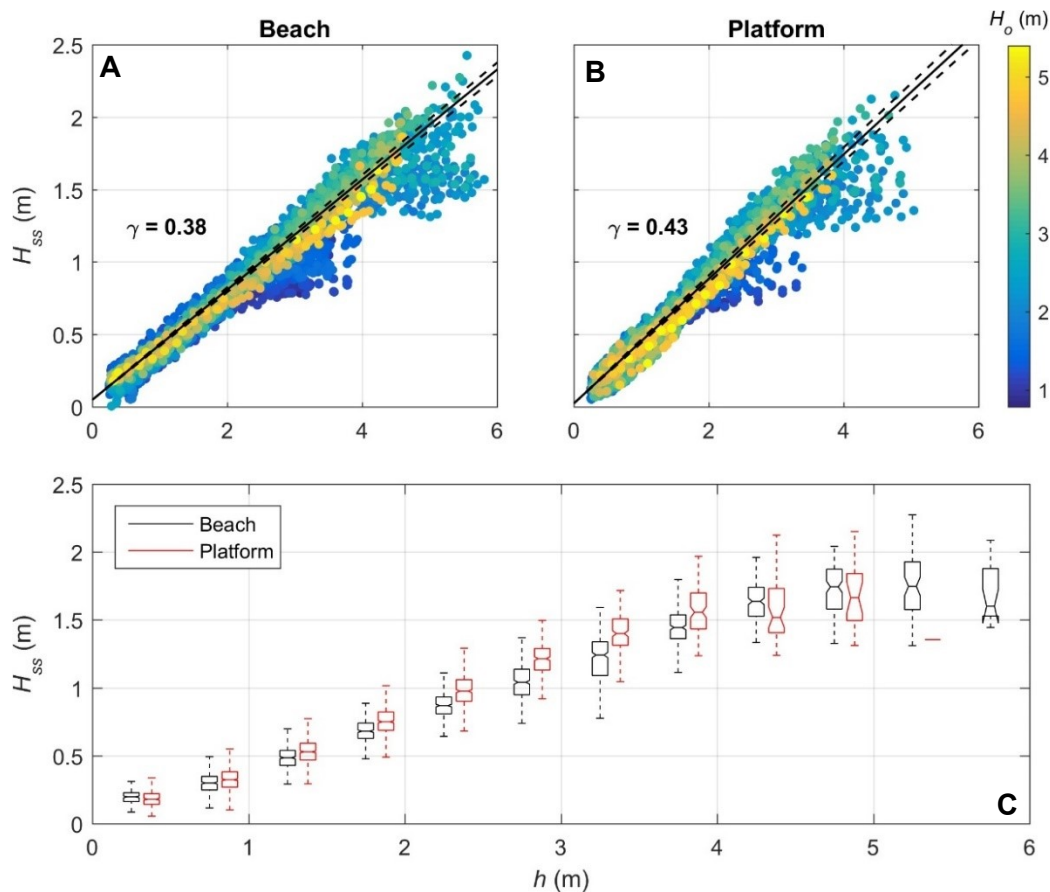 Beach
Platform
H_o (m)
A
B
2.5
2
1.5
1
0.5
0
H_ss (m)
γ = 0.38
γ = 0.43
0 2 4 6
0 2 4 6
5
4
3
2
1
2.5
2
1.5
1
0.5
0
H_ss (m)
Beach
Platform
C
0 1 2 3 4 5 6
h (m)